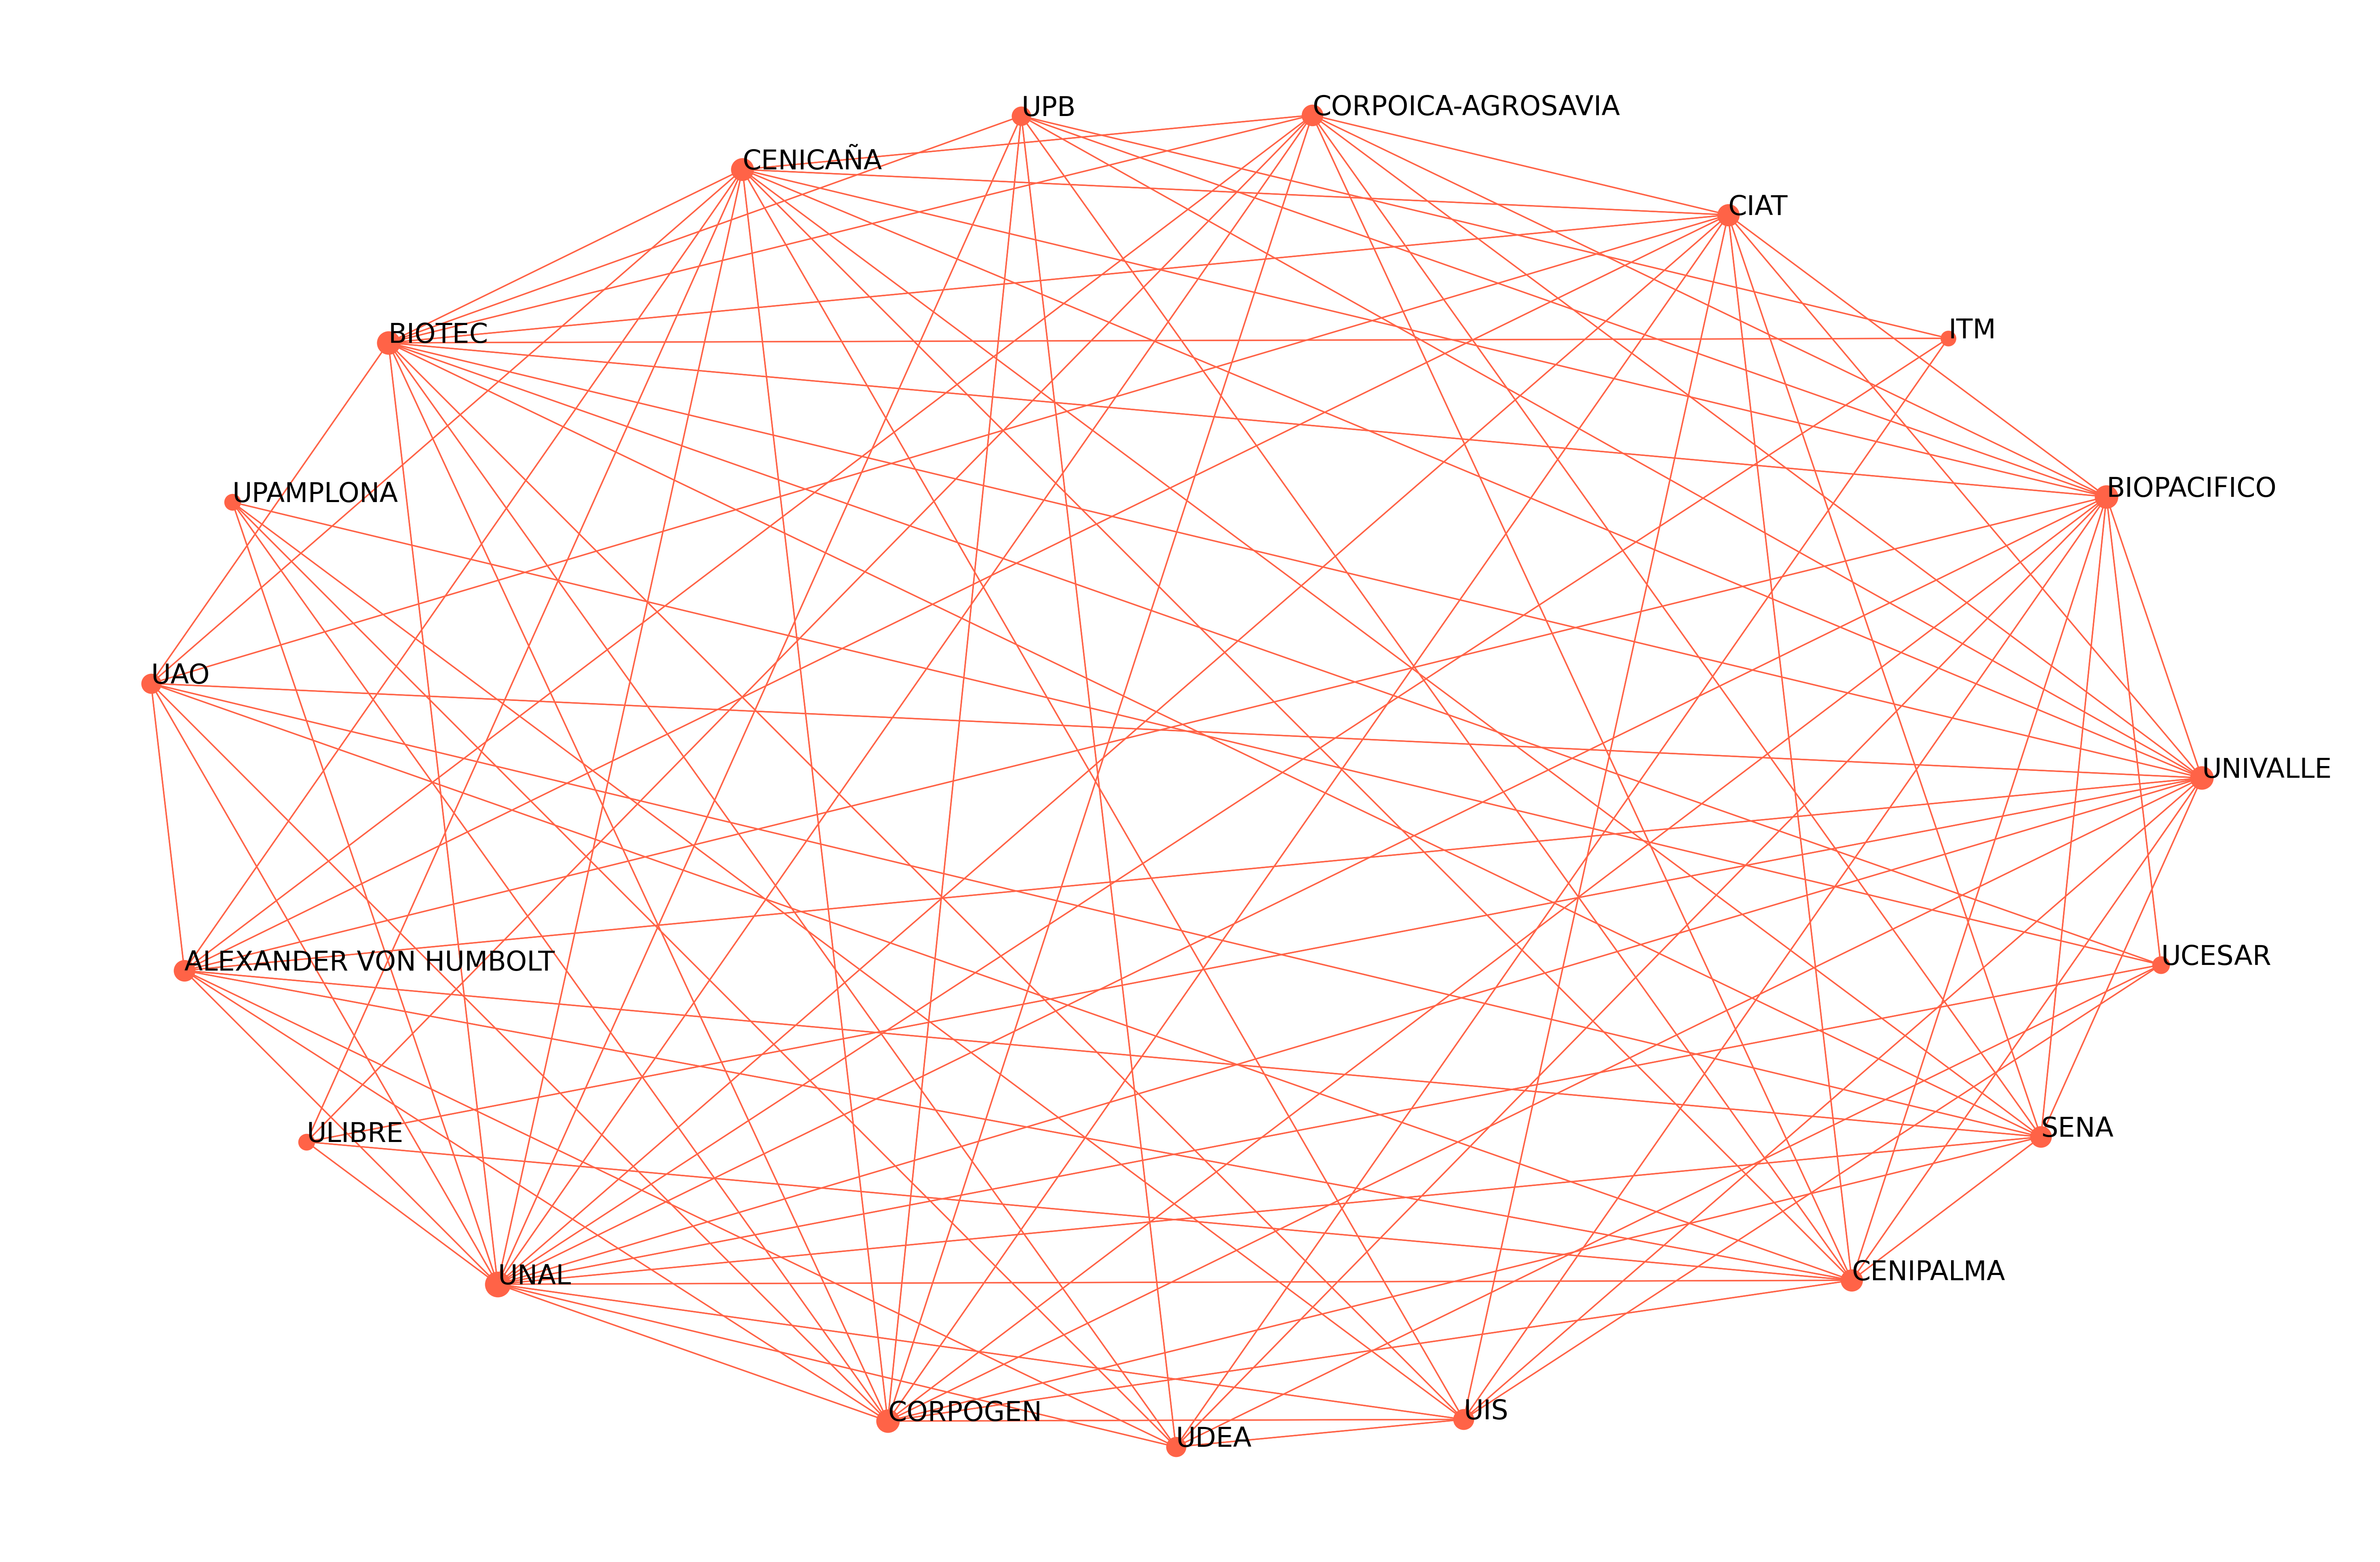 UPB
CORPOICA-AGROSAVIA
CENICAÑA
CIAT
BIOTEC
ITM
UPAMPLONA
BIOPACIFICO
UAO
UNIVALLE
ALEXANDER VON HUMBOLT
UCESAR
ULIBRE
SENA
UNAL
CENIPALMA
CORPOGEN
UIS
UDEA